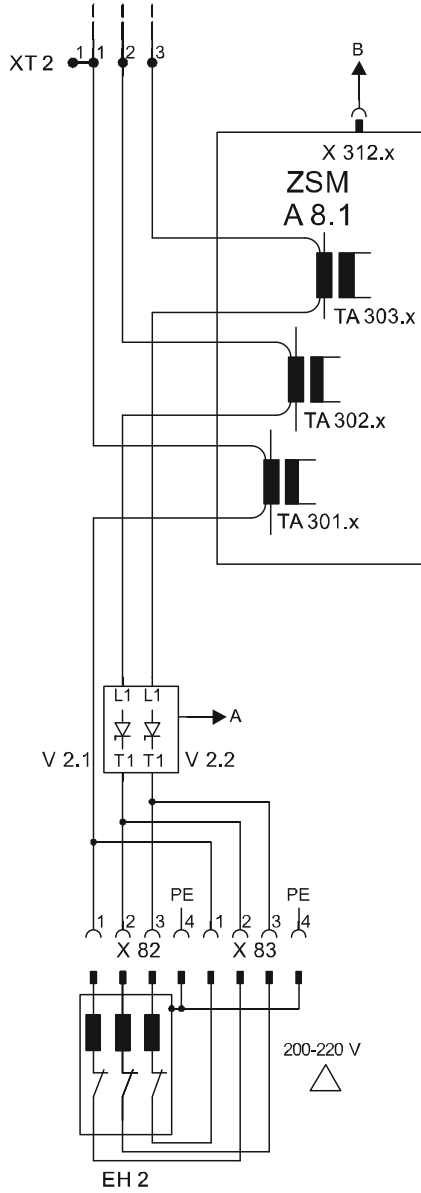 XT 2 1 1 2 3
B
X 312.x
ZSM
A 8.1
TA 303.x
TA 302.x
TA 301.x
L1 L1
A
V 2.1 T1 T1 V 2.2
PE PE
1 2 3 4 1 2 3 4
X 82 X 83
200-220 V
EH 2